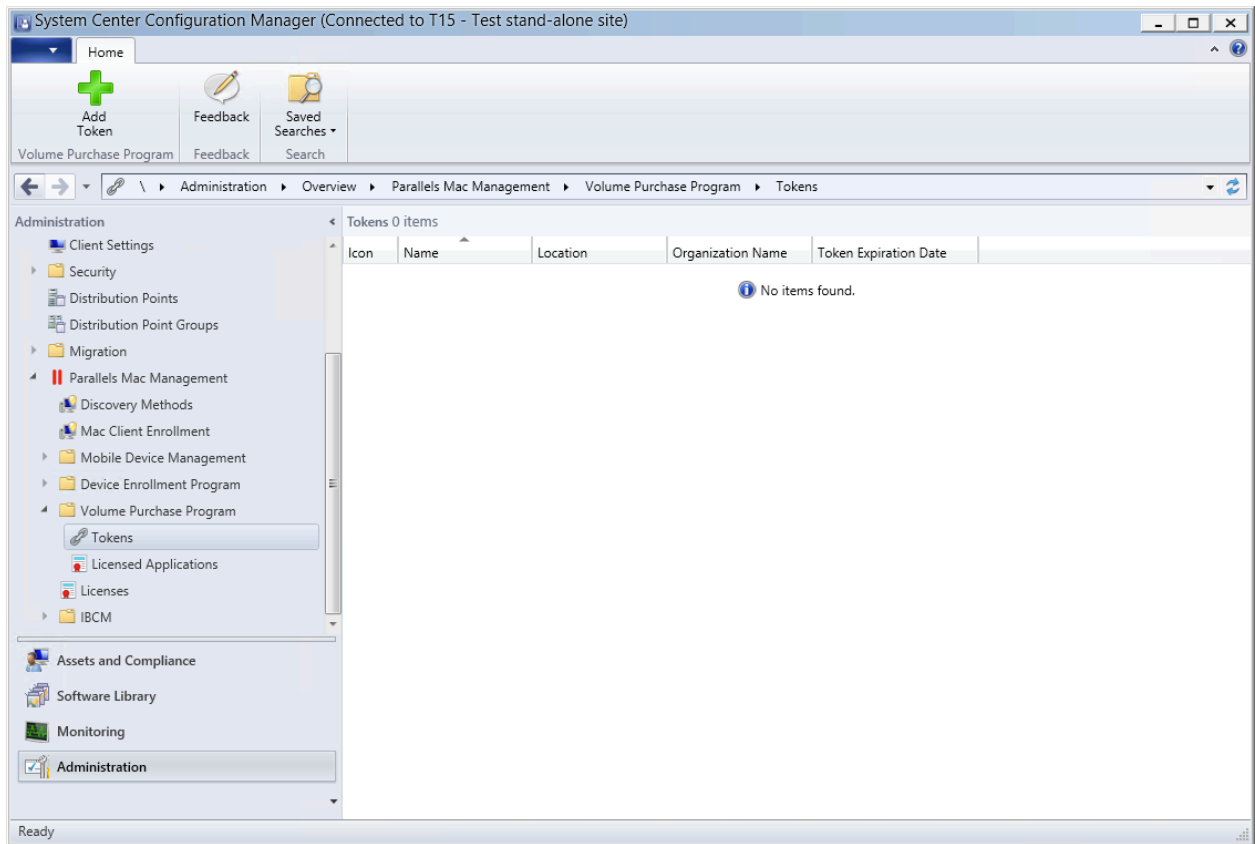 System Center Configuration Manager (Connected to T15 - Test stand-alone site)
Home
Add
Token
Feedback
Saved
Searches
Volume Purchase Program
Feedback
Search
\ Administration Overview Parallels Mac Management Volume Purchase Program Tokens
Administration
Client Settings
Security
Distribution Points
Distribution Point Groups
Migration
Parallels Mac Management
Discovery Methods
Mac Client Enrollment
Mobile Device Management
Device Enrollment Program
Volume Purchase Program
Tokens
Licensed Applications
Licenses
IBCM
Assets and Compliance
Software Library
Monitoring
Administration
Tokens 0 items
Icon Name Location Organization Name Token Expiration Date
No items found.
Ready